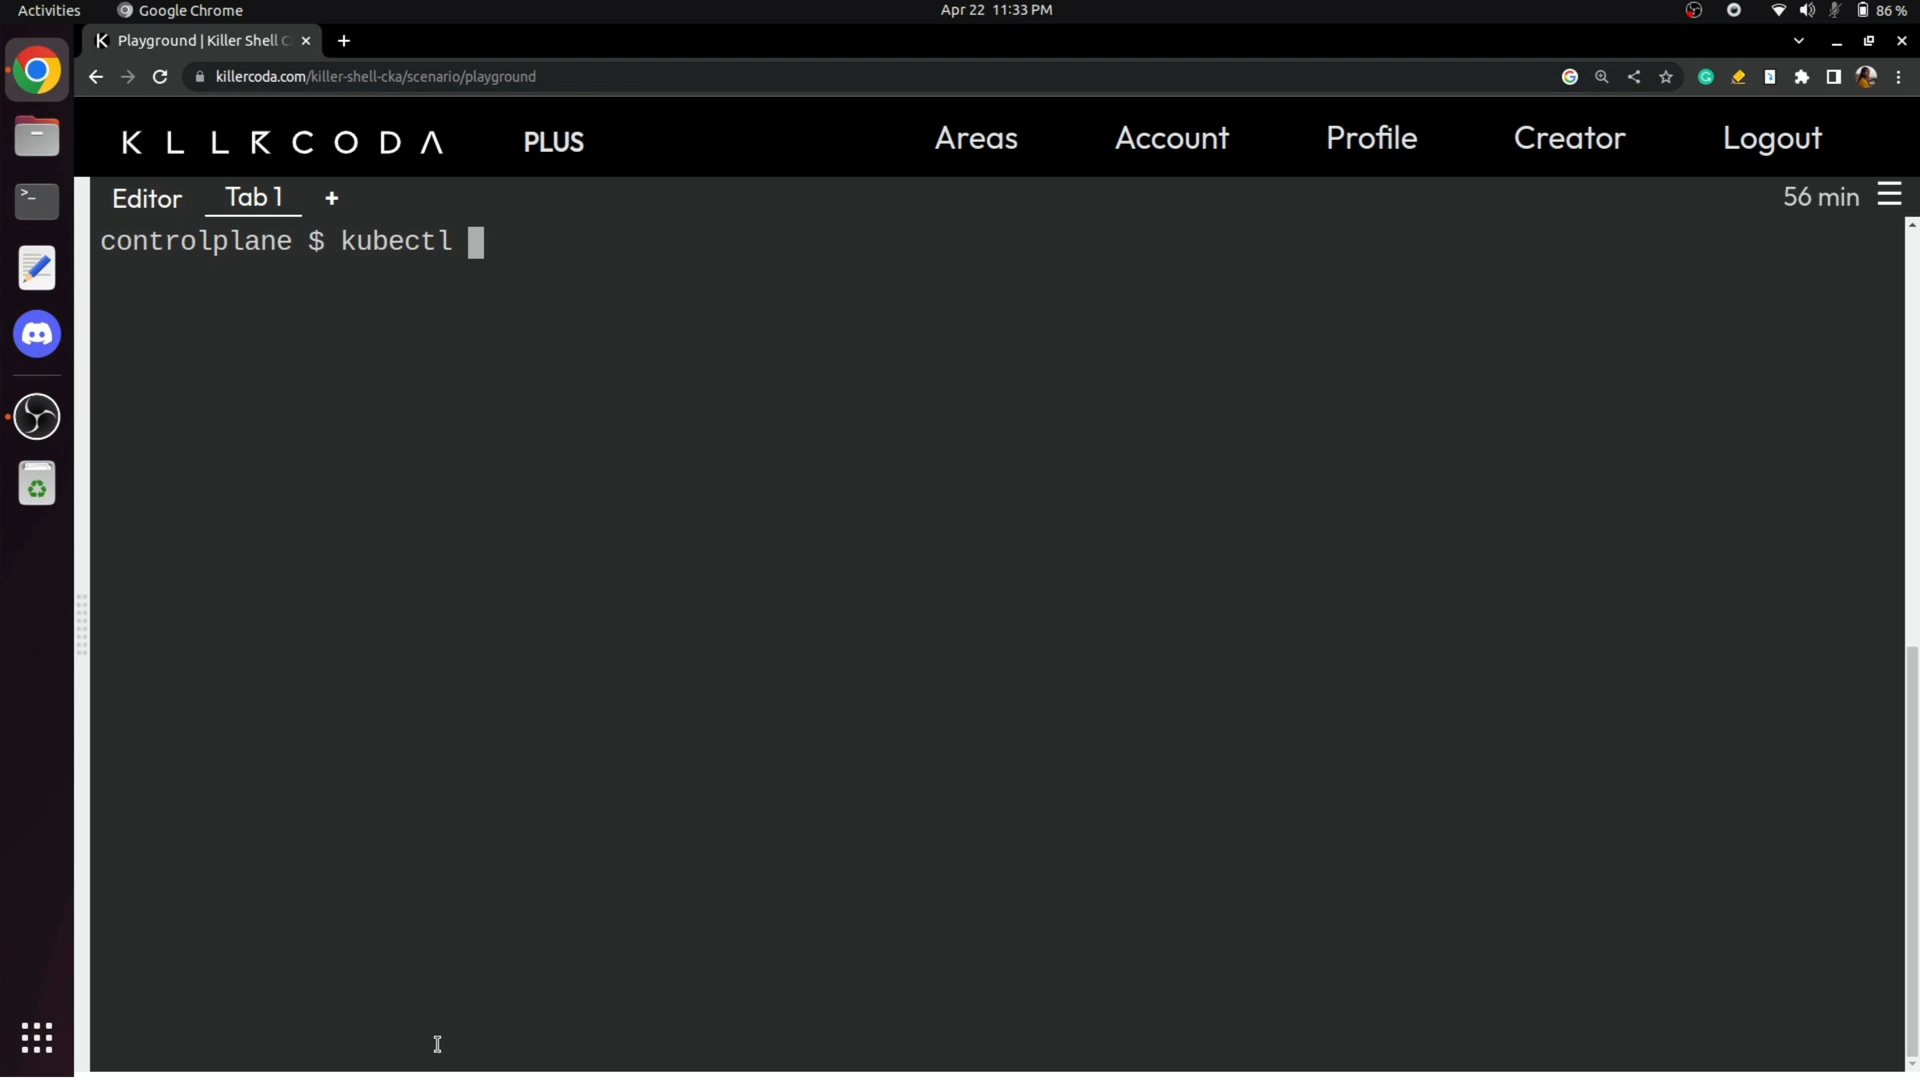 Activities Google Chrome Apr 22 11:33 PM 86 %
Playground | Killer Shell C
killercoda.com/killer-shell-cka/scenario/playground
KLLRCODA PLUS Areas Account Profile Creator Logout
Editor Tab 1 + 56 min
controlplane $ kubectl